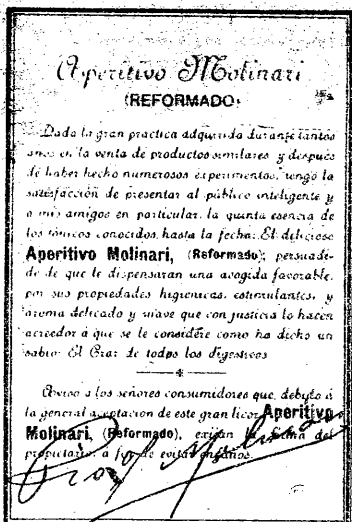 Aperitivo Molinari
(REFORMADO)
Dada la gran practica adquirida durante tantos
anos en la venta de productos similares y despues
de haber hecho numerosos experimentos, tengo la
satisfacción de presentar al público inteligente y
a mis amigos en particular, la quinta esencia de
los tónicos conocidos hasta la fecha: El delicioso
Aperitivo Molinari, (Reformado), persuadi-
do de que le dispensaran una acogida favorable,
por sus propiedades higienicas, estimulantes, y
aroma delicado y suave que con justicia lo hacen
acreedor á que se le considere como ha dicho un
sabio: El Czar de todos los digestivos
Aviso a los señores consumidores que, debido á
la general aceptacion de este gran licor Aperitivo
Molinari, (Reformado), exijan la firma del
propietario a fin de evitar engaños.